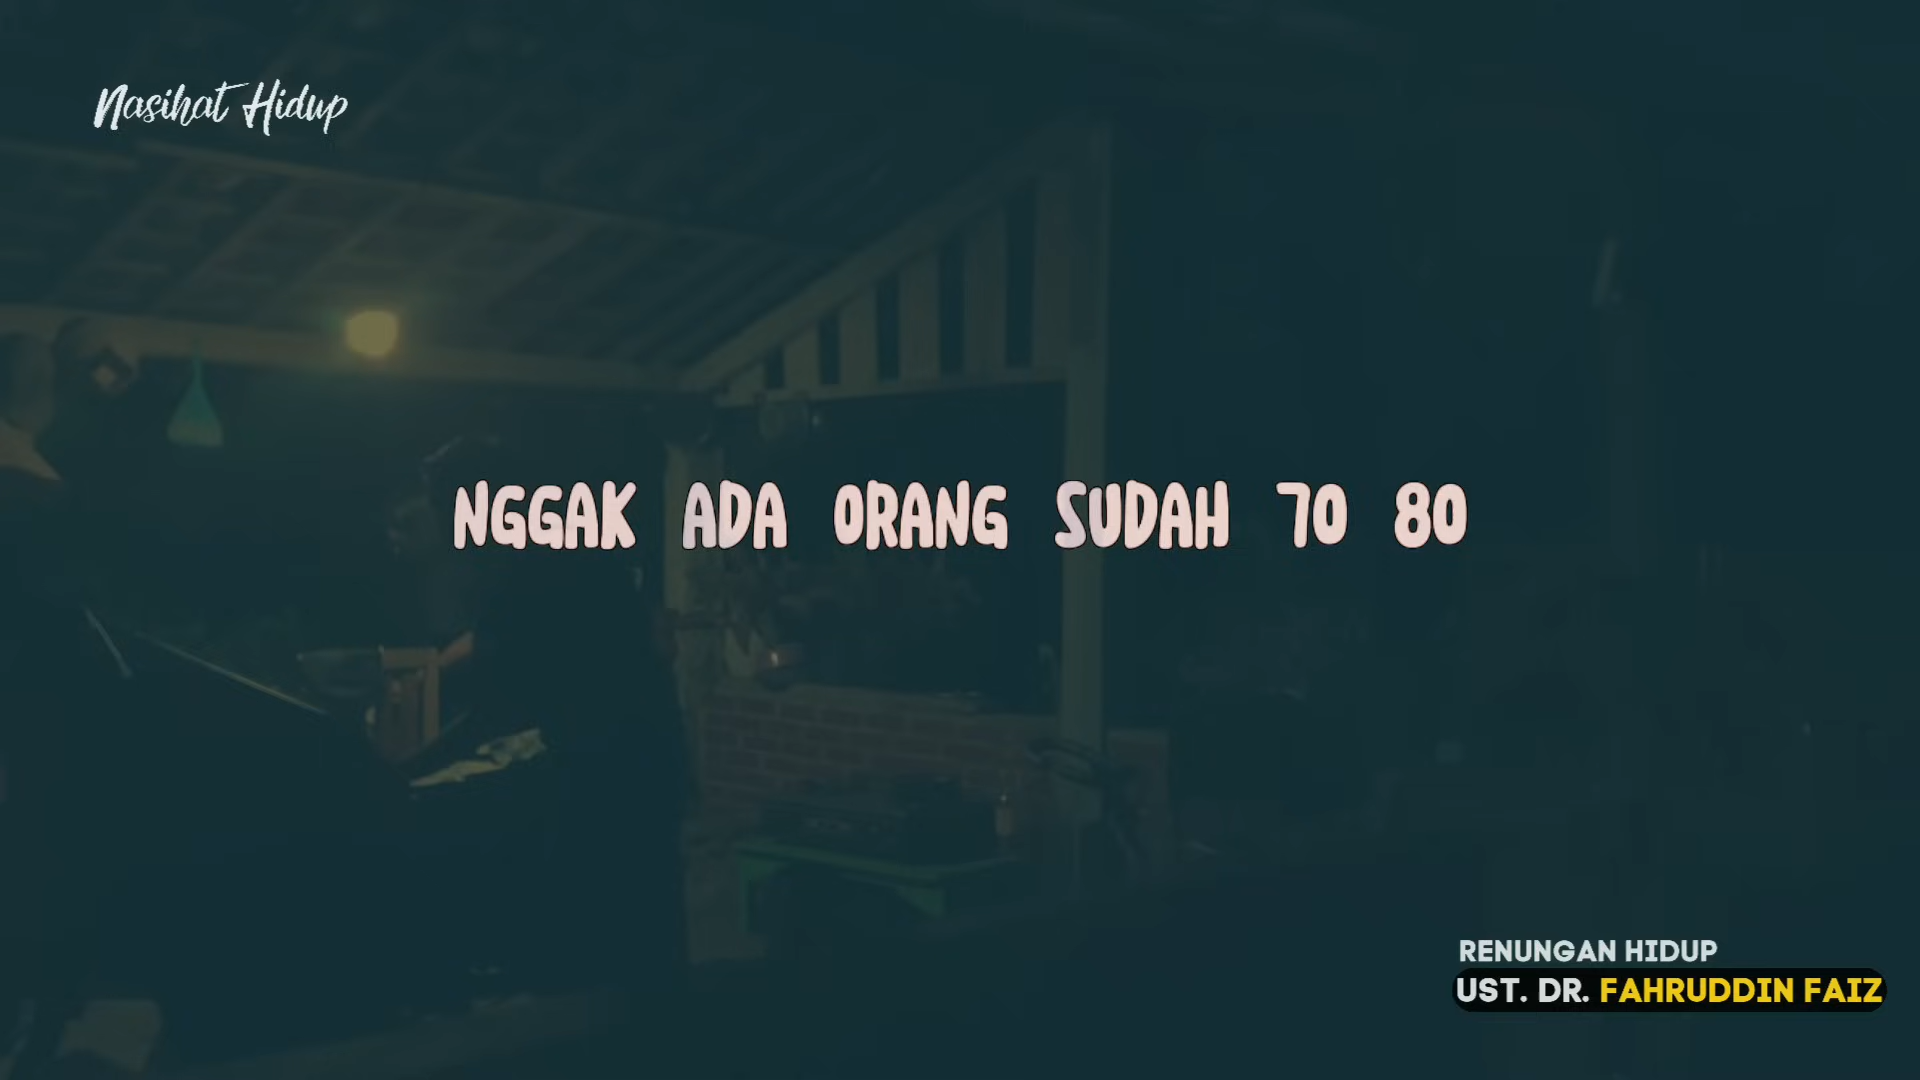 Nasihat Hidup
NGGAK ADA ORANG SUDAH 70 80
RENUNGAN HIDUP
UST. DR. FAHRUDDIN FAIZ